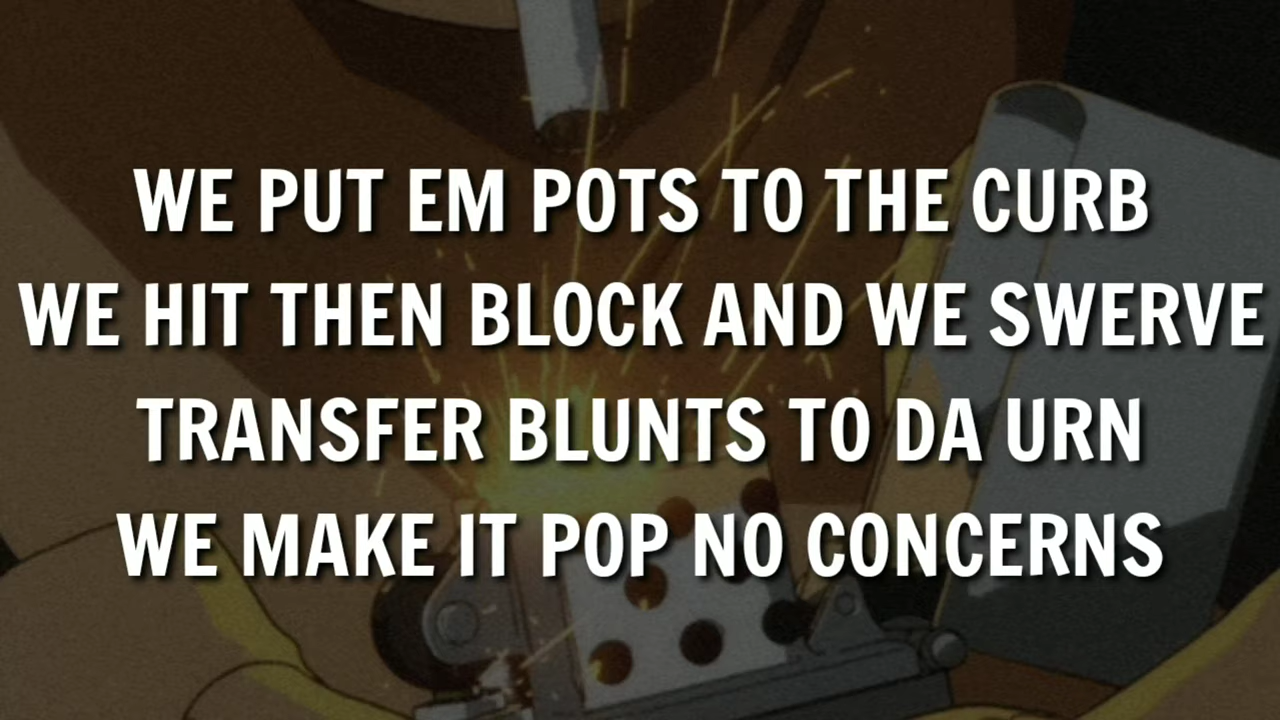 WE PUT EM POTS TO THE CURB
WE HIT THEN BLOCK AND WE SWERVE
TRANSFER BLUNTS TO DA URN
WE MAKE IT POP NO CONCERNS